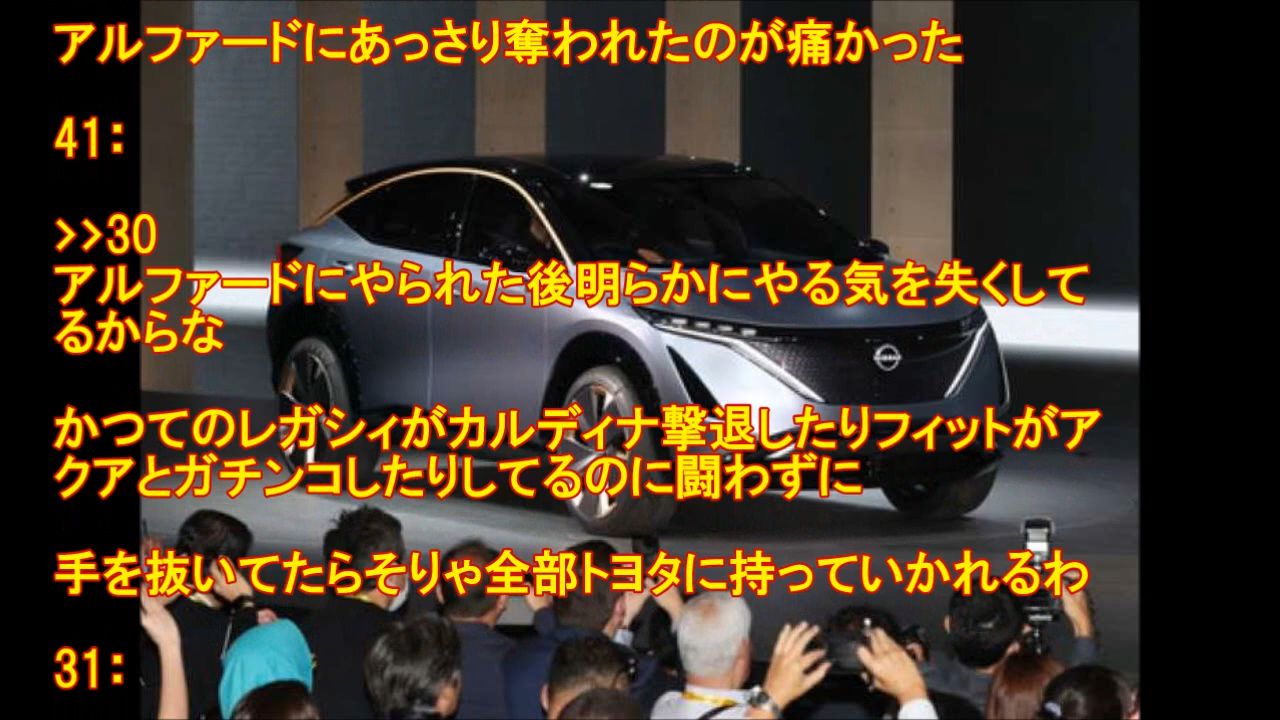 アルファードにあっさり奪われたのが痛かった
41：
>>30
アルファードにやられた後明らかにやる気を失くして
るからな
かつてのレガシィがカルディナ撃退したりフィットがア
クアとガチンコしたりしてるのに闘わずに
手を抜いてたらそりゃ全部トヨタに持っていかれるわ
31：
NISSAN